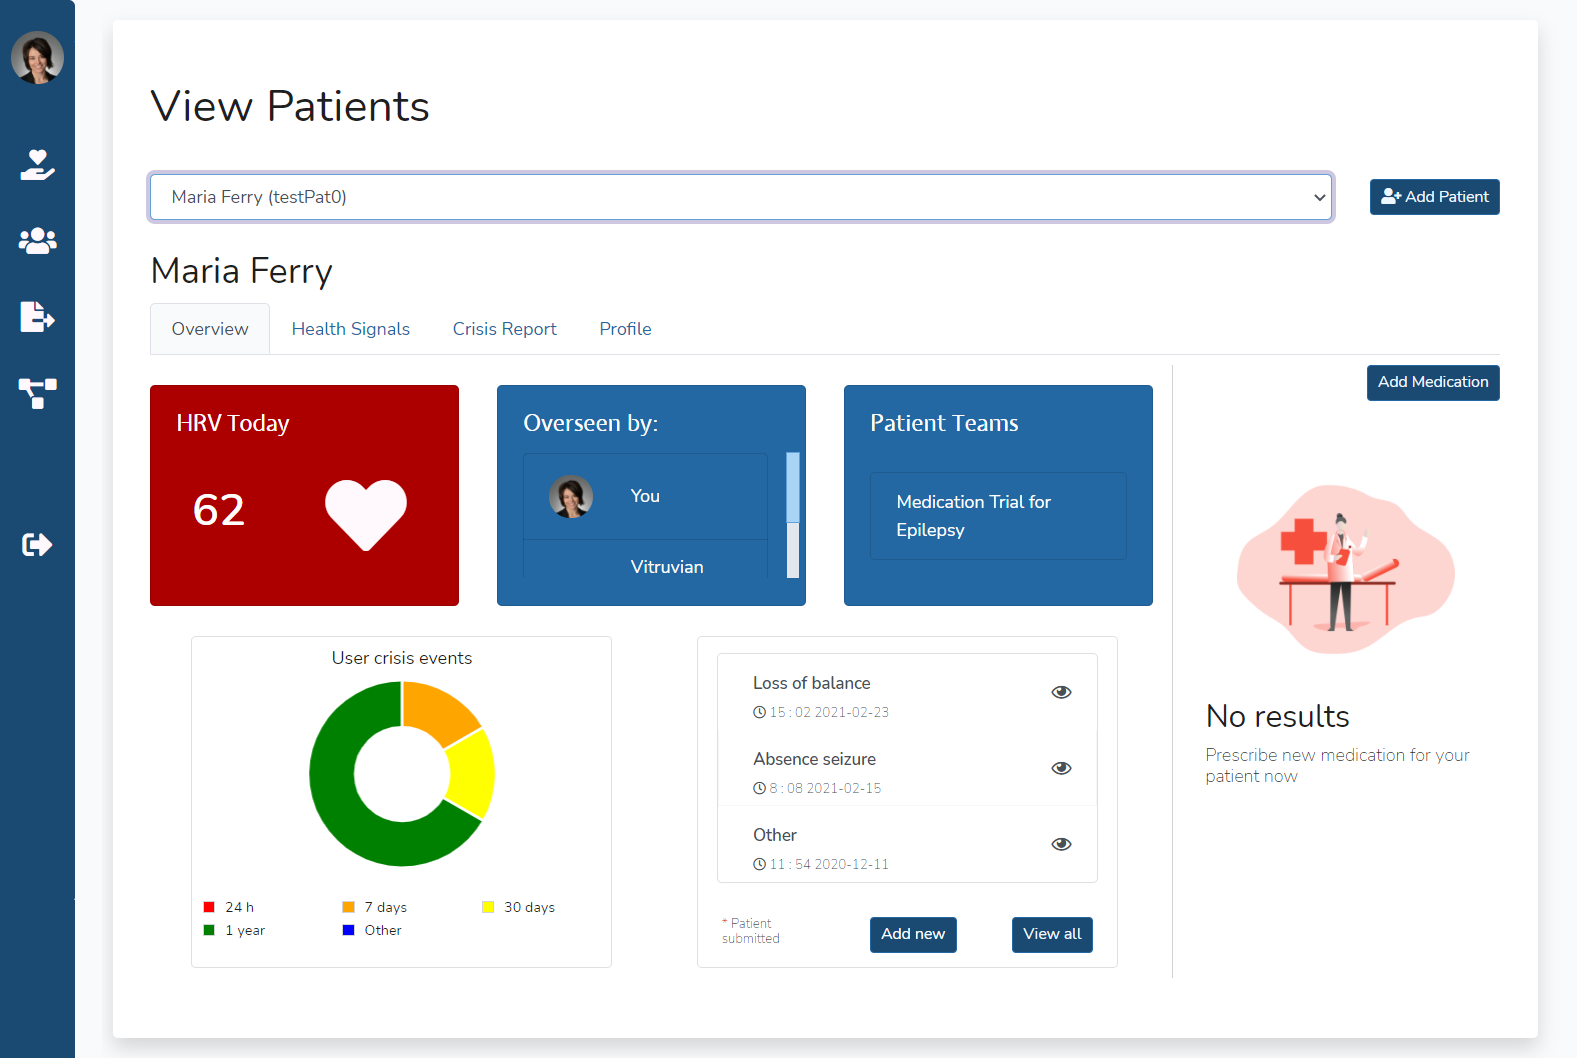 View Patients
Maria Ferry (testPat0)
Add Patient
Maria Ferry
Overview
Health Signals
Crisis Report
Profile
Add Medication
HRV Today
62
Overseen by:
You
Vitruvian
Patient Teams
Medication Trial for
Epilepsy
User crisis events
24 h
7 days
30 days
1 year
Other
Loss of balance
15 : 02 2021-02-23
Absence seizure
8 : 08 2021-02-15
Other
11 : 54 2020-12-11
* Patient
submitted
Add new
View all
No results
Prescribe new medication for your
patient now